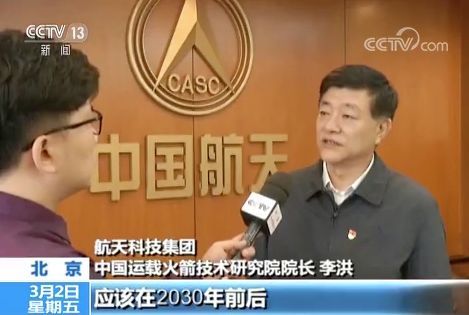 CCTV 13
新闻
CCTV.com
CASC
中国航天
CCTV
航天科技集团
北京
中国运载火箭技术研究院院长 李洪
3月2日
星期五
应该在2030年前后